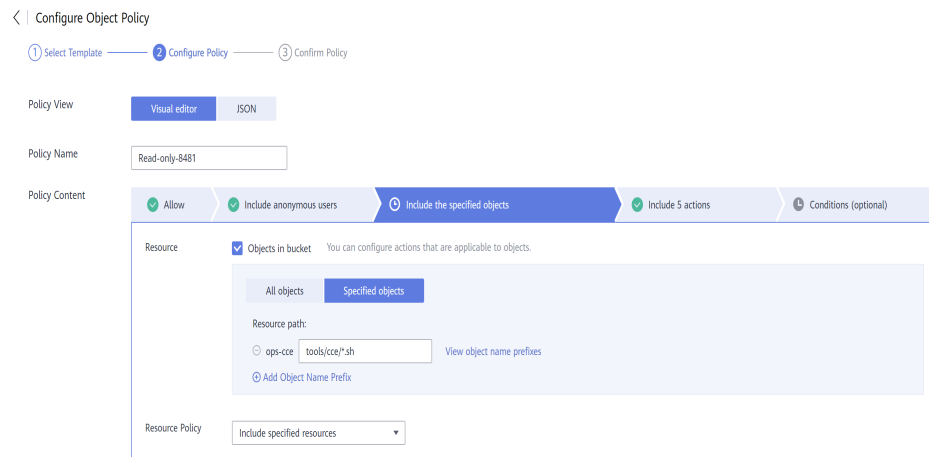 Configure Object Policy
1 Select Template 2 Configure Policy 3 Confirm Policy
Policy View Visual editor JSON
Policy Name Read-only-8481
Policy Content Allow Include anonymous users Include the specified objects Include 5 actions Conditions (optional)
Resource Objects in bucket You can configure actions that are applicable to objects.
All objects Specified objects
Resource path:
ops-cce tools/cce/*.sh View object name prefixes
Add Object Name Prefix
Resource Policy Include specified resources